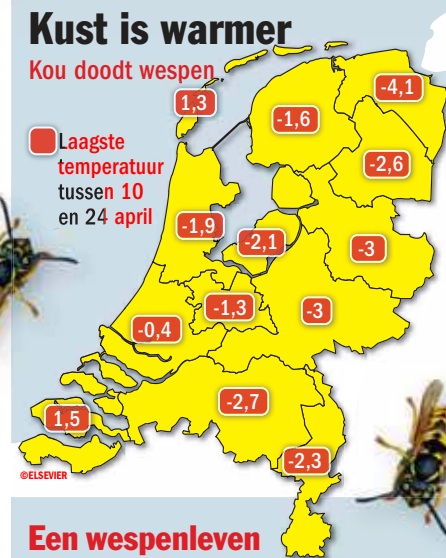 Kust is warmer
Kou doodt wespen
Laagste
temperatuur
tussen 10
en 24 april
1,3
-1,6
-4,1
-2,6
-1,9
-2,1
-3
-1,3
-3
-0,4
-2,7
1,5
-2,3
©ELSEVIER
Een wespenleven